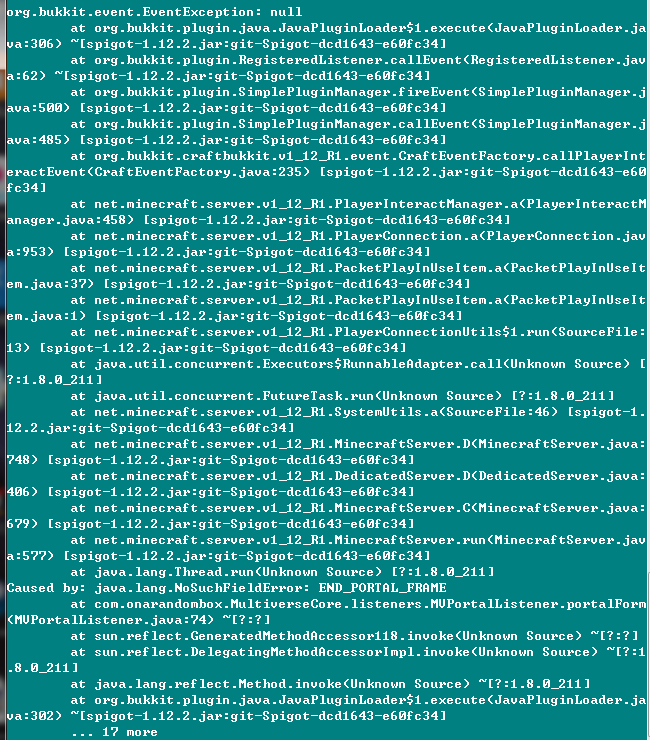 org.bukkit.event.EventException: null
at org.bukkit.plugin.java.JavaPluginLoader$1.execute(JavaPluginLoader.ja
va:306) ~[spigot-1.12.2.jar:git-Spigot-dcd1643-e60fc34]
at org.bukkit.plugin.RegisteredListener.callEvent(RegisteredListener.jav
a:62) ~[spigot-1.12.2.jar:git-Spigot-dcd1643-e60fc34]
at org.bukkit.plugin.SimplePluginManager.fireEvent(SimplePluginManager.j
ava:500) [spigot-1.12.2.jar:git-Spigot-dcd1643-e60fc34]
at org.bukkit.plugin.SimplePluginManager.callEvent(SimplePluginManager.j
ava:485) [spigot-1.12.2.jar:git-Spigot-dcd1643-e60fc34]
at org.bukkit.craftbukkit.v1_12_R1.event.CraftEventFactory.callPlayerInt
eractEvent(CraftEventFactory.java:235) [spigot-1.12.2.jar:git-Spigot-dcd1643-e60
fc34]
at net.minecraft.server.v1_12_R1.PlayerInteractManager.a(PlayerInteractM
anager.java:458) [spigot-1.12.2.jar:git-Spigot-dcd1643-e60fc34]
at net.minecraft.server.v1_12_R1.PlayerConnection.a(PlayerConnection.jav
a:953) [spigot-1.12.2.jar:git-Spigot-dcd1643-e60fc34]
at net.minecraft.server.v1_12_R1.PacketPlayInUseItem.a(PacketPlayInUseIt
em.java:37) [spigot-1.12.2.jar:git-Spigot-dcd1643-e60fc34]
at net.minecraft.server.v1_12_R1.PacketPlayInUseItem.a(PacketPlayInUseIt
em.java:1) [spigot-1.12.2.jar:git-Spigot-dcd1643-e60fc34]
at net.minecraft.server.v1_12_R1.PlayerConnectionUtils$1.run(SourceFile:
13) [spigot-1.12.2.jar:git-Spigot-dcd1643-e60fc34]
at java.util.concurrent.Executors$RunnableAdapter.call(Unknown Source) [
?:1.8.0_211]
at java.util.concurrent.FutureTask.run(Unknown Source) [?:1.8.0_211]
at net.minecraft.server.v1_12_R1.SystemUtils.a(SourceFile:46) [spigot-1.
12.2.jar:git-Spigot-dcd1643-e60fc34]
at net.minecraft.server.v1_12_R1.MinecraftServer.D(MinecraftServer.java:
748) [spigot-1.12.2.jar:git-Spigot-dcd1643-e60fc34]
at net.minecraft.server.v1_12_R1.DedicatedServer.D(DedicatedServer.java:
406) [spigot-1.12.2.jar:git-Spigot-dcd1643-e60fc34]
at net.minecraft.server.v1_12_R1.MinecraftServer.C(MinecraftServer.java:
679) [spigot-1.12.2.jar:git-Spigot-dcd1643-e60fc34]
at net.minecraft.server.v1_12_R1.MinecraftServer.run(MinecraftServer.jav
a:577) [spigot-1.12.2.jar:git-Spigot-dcd1643-e60fc34]
at java.lang.Thread.run(Unknown Source) [?:1.8.0_211]
Caused by: java.lang.NoSuchFieldError: END_PORTAL_FRAME
at com.onarandombox.MultiverseCore.listeners.MVPortalListener.portalForm
(MVPortalListener.java:74) ~[?:?]
at sun.reflect.GeneratedMethodAccessor118.invoke(Unknown Source) ~[?:?]
at sun.reflect.DelegatingMethodAccessorImpl.invoke(Unknown Source) ~[?:1
.8.0_211]
at java.lang.reflect.Method.invoke(Unknown Source) ~[?:1.8.0_211]
at org.bukkit.plugin.java.JavaPluginLoader$1.execute(JavaPluginLoader.ja
va:302) ~[spigot-1.12.2.jar:git-Spigot-dcd1643-e60fc34]
... 17 more